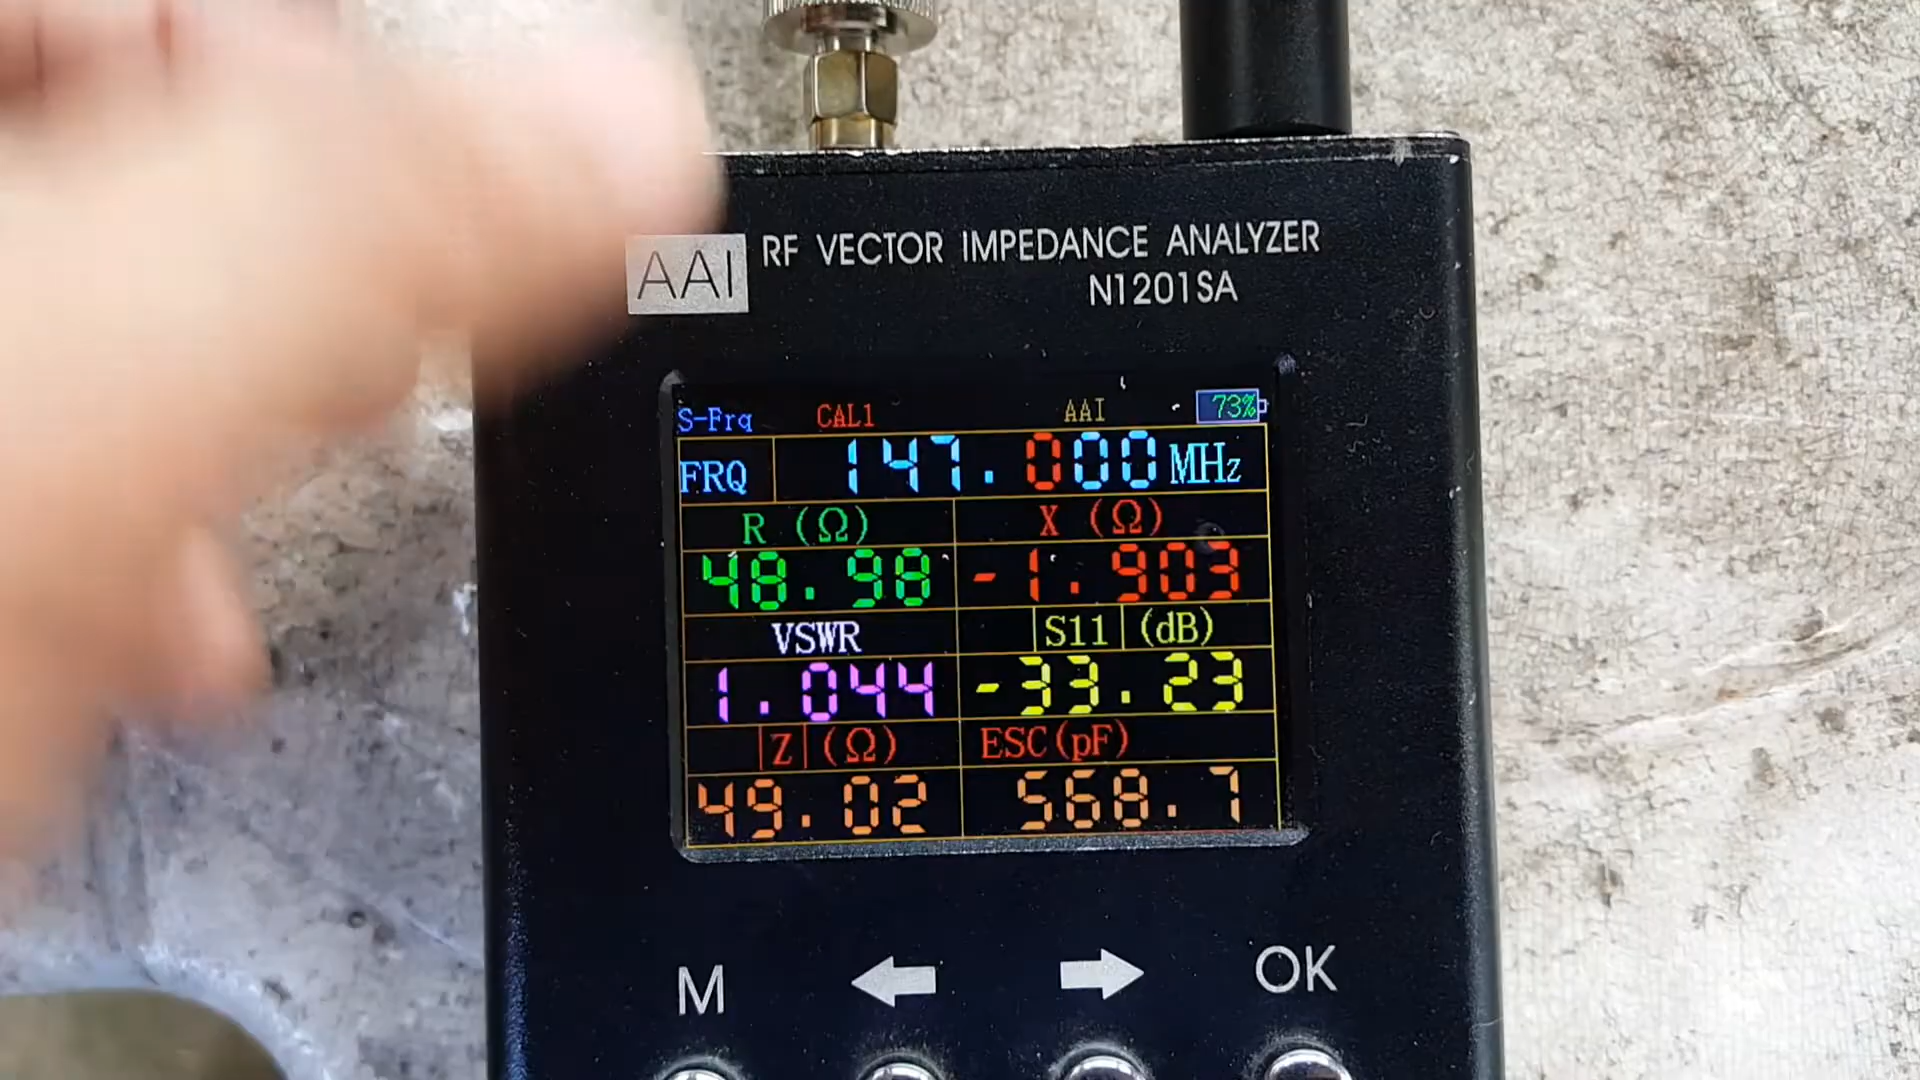 AAI RF VECTOR IMPEDANCE ANALYZER
N1201SA
S-Frq CAL1 AAI 73%
FRQ 147.000 MHz
R (Ω) X (Ω)
48.98 -1.903
VSWR |S11| (dB)
1.044 -33.23
|Z| (Ω) ESC(pF)
49.02 568.7
M OK